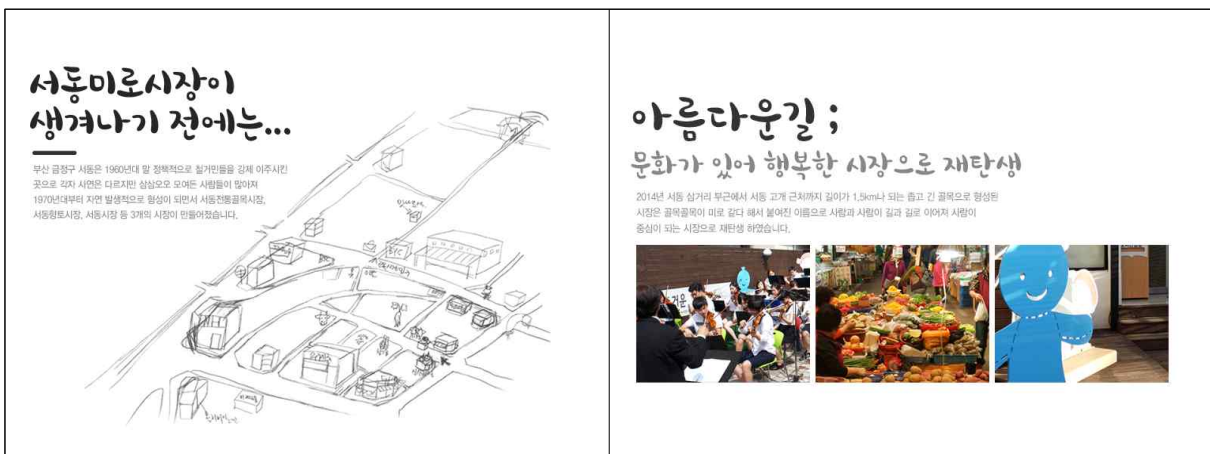 서동미로시장이
생겨나기 전에는...
부산 금정구 서동은 1960년대 말 정책적으로 철거민들을 강제 이주시킨
곳으로 각자 사연은 다르지만 삼삼오오 모여든 사람들이 많아져
1970년대부터 자연 발생적으로 형성이 되면서 서동전통골목시장,
서동향토시장, 서동시장 등 3개의 시장이 만들어졌습니다.
아름다운길 ;
문화가 있어 행복한 시장으로 재탄생
2014년 서동 삼거리 부근에서 서동 고개 근처까지 길이가 1.5km나 되는 좁고 긴 골목으로 형성된
시장은 골목골목이 미로 같다 해서 붙여진 이름으로 사람과 사람이 길과 길로 이어져 사람이
중심이 되는 시장으로 재탄생 하였습니다.
거운